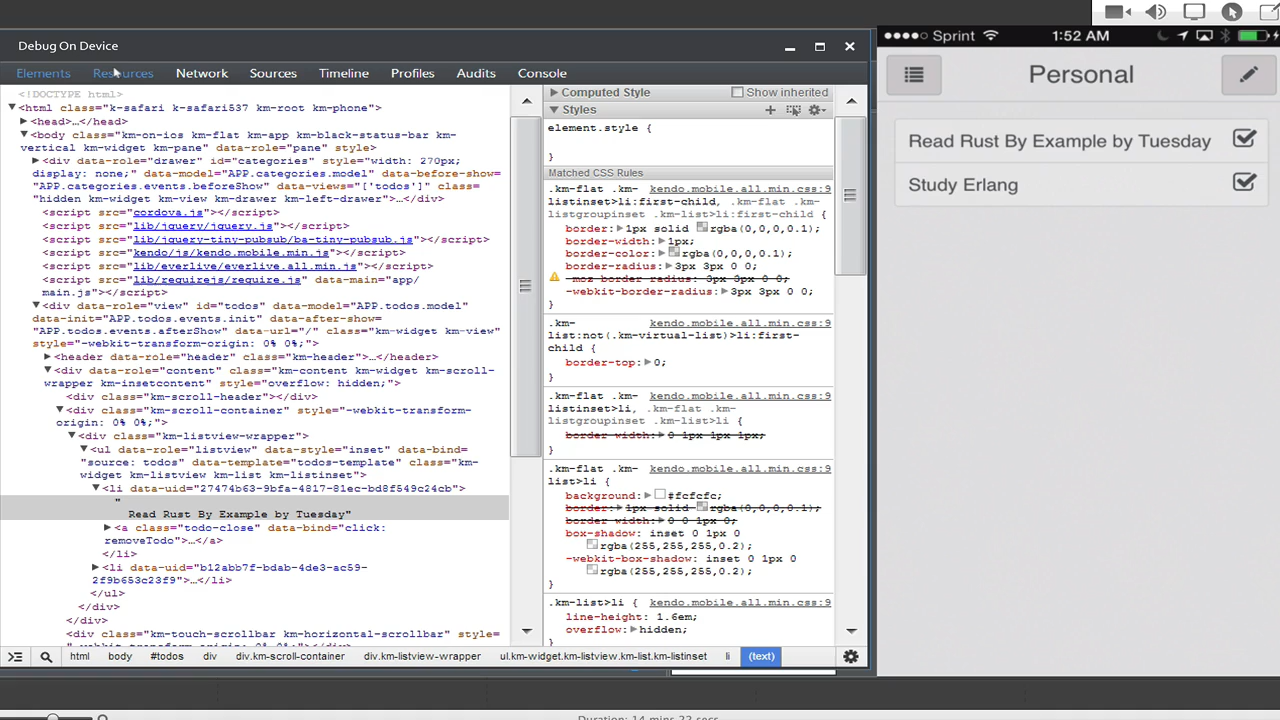 Debug On Device
Elements Resources Network Sources Timeline Profiles Audits Console
<!DOCTYPE html>
<html class="k-safari k-safari537 km-root km-phone">
<head>…</head>
<body class="km-on-ios km-flat km-app km-black-status-bar km-
vertical km-widget km-pane" data-role="pane" style>
<div data-role="drawer" id="categories" style="width: 270px;
display: none;" data-model="APP.categories.model" data-before-show=
"APP.categories.events.beforeShow" data-views="['todos']" class=
"hidden km-widget km-view km-drawer km-left-drawer">…</div>
<script src="cordova.js"></script>
<script src="lib/jquery/jquery.js"></script>
<script src="lib/jquery-tiny-pubsub/ba-tiny-pubsub.js"></script>
<script src="kendo/js/kendo.mobile.min.js"></script>
<script src="lib/everlive/everlive.all.min.js"></script>
<script src="lib/requirejs/require.js" data-main="app/
main.js"></script>
<div data-role="view" id="todos" data-model="APP.todos.model"
data-init="APP.todos.events.init" data-after-show=
"APP.todos.events.afterShow" data-url="/" class="km-widget km-view"
style="-webkit-transform-origin: 0% 0%;">
<header data-role="header" class="km-header">…</header>
<div data-role="content" class="km-content km-widget km-scroll-
wrapper km-insetcontent" style="overflow: hidden;">
<div class="km-scroll-header"></div>
<div class="km-scroll-container" style="-webkit-transform-
origin: 0% 0%;">
<div class="km-listview-wrapper">
<ul data-role="listview" data-style="inset" data-bind=
"source: todos" data-template="todos-template" class="km-
widget km-listview km-list km-listinset">
<li data-uid="27474b63-9bfa-4817-81ec-bd8f549c24cb">
"
Read Rust By Example by Tuesday"
<a class="todo-close" data-bind="click:
removeTodo">…</a>
</li>
<li data-uid="b12abb7f-bdab-4de3-ac59-
2f9b653c23f9">…</li>
</ul>
</div>
</div>
<div class="km-touch-scrollbar km-horizontal-scrollbar" style=
html body #todos div div.km-scroll-container div.km-listview-wrapper ul.km-widget.km-listview.km-list.km-listinset li (text)
Computed Style Show inherited
Styles
element.style {
}
Matched CSS Rules
.km-flat .km- kendo.mobile.all.min.css:9
listinset>li:first-child, .km-flat .km-
listgroupinset .km-list>li:first-child {
border: 1px solid rgba(0,0,0,0.1);
border-width: 1px;
border-color: rgba(0,0,0,0.1);
border-radius: 3px 3px 0 0;
-moz-border-radius: 3px 3px 0 0;
-webkit-border-radius: 3px 3px 0 0;
}
.km- kendo.mobile.all.min.css:9
list:not(.km-virtual-list)>li:first-
child {
border-top: 0;
}
.km-flat .km- kendo.mobile.all.min.css:9
listinset>li, .km-flat .km-
listgroupinset .km-list>li {
border-width: 0 1px 1px 1px;
}
.km-flat .km- kendo.mobile.all.min.css:9
list>li {
background: #fcfcfc;
border: 1px solid rgba(0,0,0,0.1);
border-width: 0 0 1px 0;
box-shadow: inset 0 1px 0
rgba(255,255,255,0.2);
-webkit-box-shadow: inset 0 1px 0
rgba(255,255,255,0.2);
}
.km-list>li { kendo.mobile.all.min.css:9
line-height: 1.6em;
overflow: hidden;
Sprint 1:52 AM
Personal
Read Rust By Example by Tuesday
Study Erlang
Duration: 14 mins 22 secs